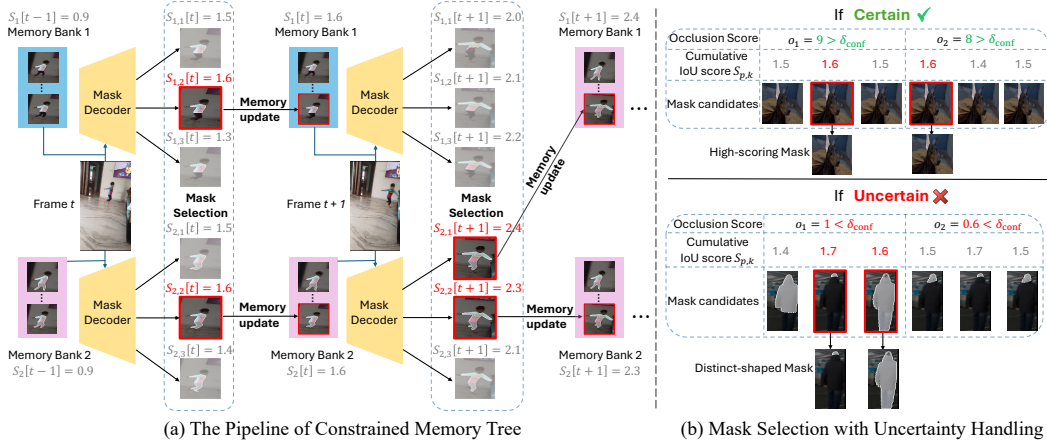 S₁[t − 1] = 0.9
Memory Bank 1
Mask
Decoder
S₁,₁[t] = 1.5
S₁,₂[t] = 1.6
S₁,₃[t] = 1.3
Memory
update
S₁[t] = 1.6
Memory Bank 1
Mask
Decoder
S₁,₁[t + 1] = 2.0
S₁,₂[t + 1] = 2.1
S₁,₃[t + 1] = 2.2
S₁[t + 1] = 2.4
Memory Bank 1
...
Frame t
Mask
Selection
Frame t + 1
Mask
Selection
Memory
update
Mask
Decoder
Memory Bank 2
S₂[t − 1] = 0.9
S₂,₁[t] = 1.5
S₂,₂[t] = 1.6
S₂,₃[t] = 1.4
Memory
update
Mask
Decoder
Memory Bank 2
S₂[t] = 1.6
S₂,₁[t + 1] = 2.4
S₂,₂[t + 1] = 2.3
S₂,₃[t + 1] = 2.1
Memory
update
...
Memory Bank 2
S₂[t + 1] = 2.3
(a) The Pipeline of Constrained Memory Tree
If Certain ✓
Occlusion Score o₁ = 9 > δconf o₂ = 8 > δconf
Cumulative
IoU score Sp,k 1.5 1.6 1.5 1.6 1.4 1.5
Mask candidates
High-scoring Mask
If Uncertain ✗
Occlusion Score o₁ = 1 < δconf o₂ = 0.6 < δconf
Cumulative
IoU score Sp,k 1.4 1.7 1.6 1.5 1.7 1.5
Mask candidates
Distinct-shaped Mask
(b) Mask Selection with Uncertainty Handling